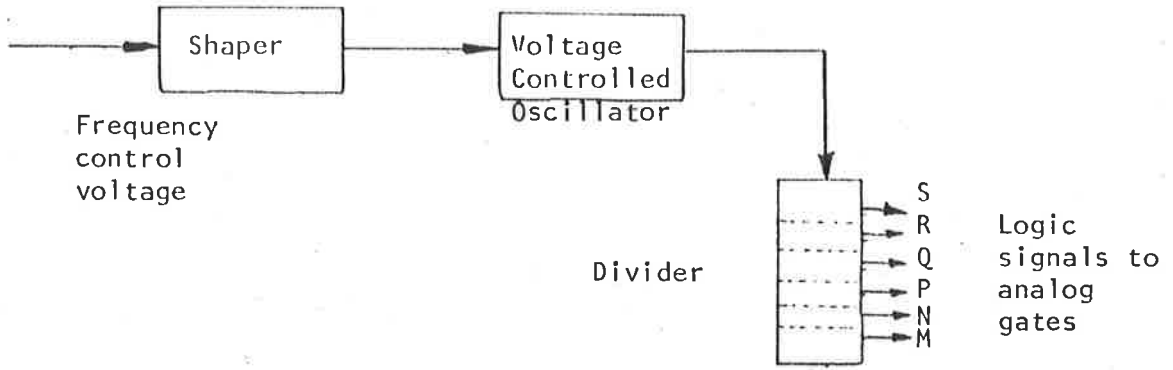 Shaper
Voltage
Controlled
Oscillator
Frequency
control
voltage
Divider
S
R
Q
P
N
M
Logic
signals to
analog
gates